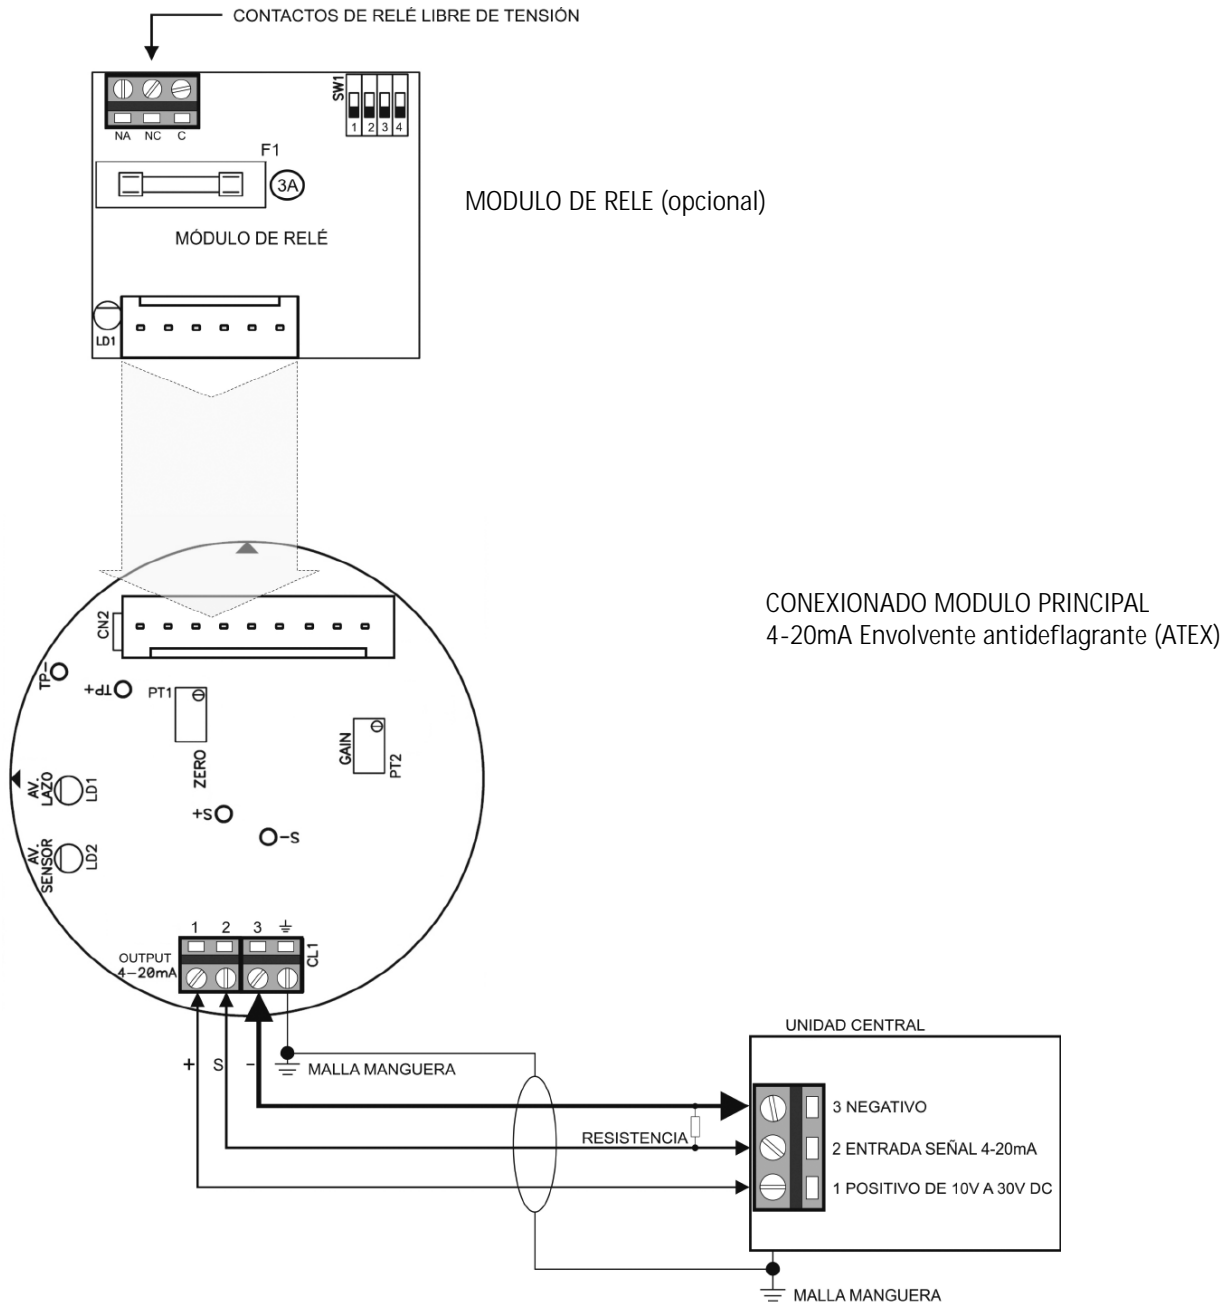 CONTACTOS DE RELÉ LIBRE DE TENSIÓN
SW1
1 2 3 4
NA NC C
F1
3A
MÓDULO DE RELÉ
MODULO DE RELE (opcional)
LD1
CONEXIONADO MODULO PRINCIPAL
4-20mA Envolvente antideflagrante (ATEX)
CN2
TP-
TP+
PT1
ZERO
GAIN
PT2
AV. LAZO
LD1
S+
S-
AV. SENSOR
LD2
1 2 3
OUTPUT
4-20mA
CL1
+ S -
MALLA MANGUERA
UNIDAD CENTRAL
3 NEGATIVO
RESISTENCIA
2 ENTRADA SEÑAL 4-20mA
1 POSITIVO DE 10V A 30V DC
MALLA MANGUERA